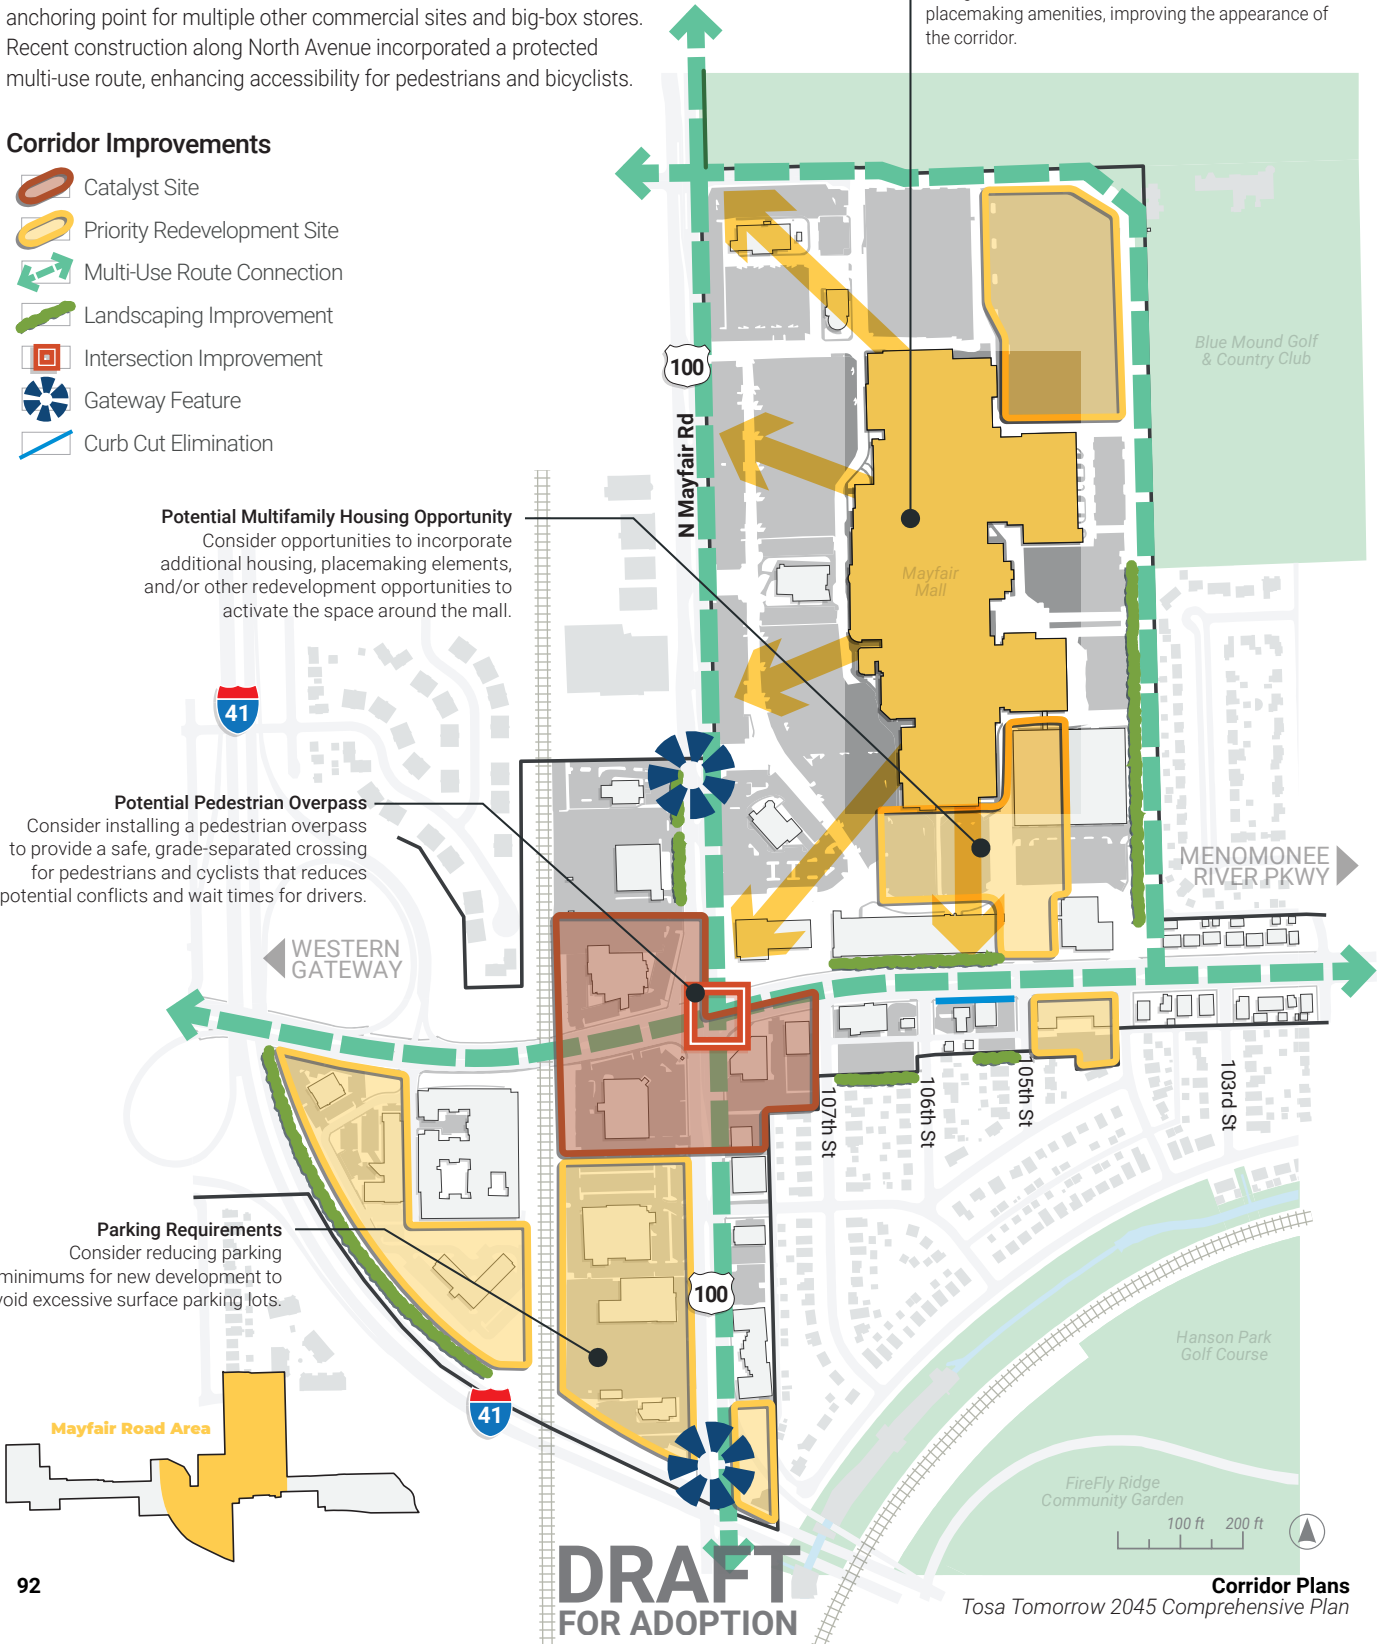 anchoring point for multiple other commercial sites and big-box stores.
Recent construction along North Avenue incorporated a protected
multi-use route, enhancing accessibility for pedestrians and bicyclists.
placemaking amenities, improving the appearance of
the corridor.
Corridor Improvements
Catalyst Site
Priority Redevelopment Site
Multi-Use Route Connection
Landscaping Improvement
Intersection Improvement
Gateway Feature
Curb Cut Elimination
Blue Mound Golf
& Country Club
100
N Mayfair Rd
Potential Multifamily Housing Opportunity
Consider opportunities to incorporate
additional housing, placemaking elements,
and/or other redevelopment opportunities to
activate the space around the mall.
Mayfair
Mall
41
Potential Pedestrian Overpass
Consider installing a pedestrian overpass
to provide a safe, grade-separated crossing
for pedestrians and cyclists that reduces
potential conflicts and wait times for drivers.
MENOMONEE
RIVER PKWY
WESTERN
GATEWAY
107th St
106th St
105th St
103rd St
Parking Requirements
Consider reducing parking
minimums for new development to
void excessive surface parking lots.
100
Hanson Park
Golf Course
41
Mayfair Road Area
FireFly Ridge
Community Garden
100 ft 200 ft
DRAFT
FOR ADOPTION
92
Corridor Plans
Tosa Tomorrow 2045 Comprehensive Plan